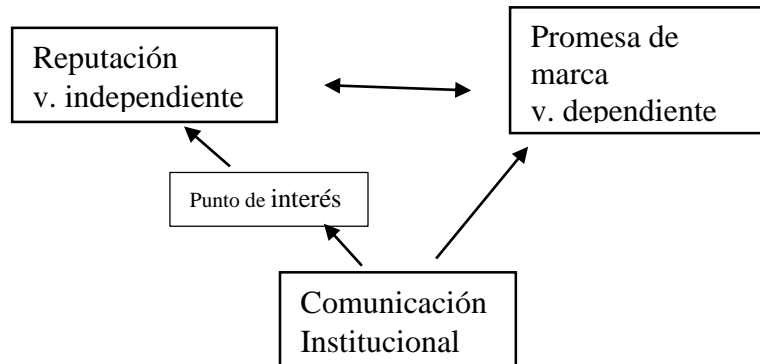 Reputación
v. independiente
Promesa de
marca
v. dependiente
Punto de interés
Comunicación
Institucional